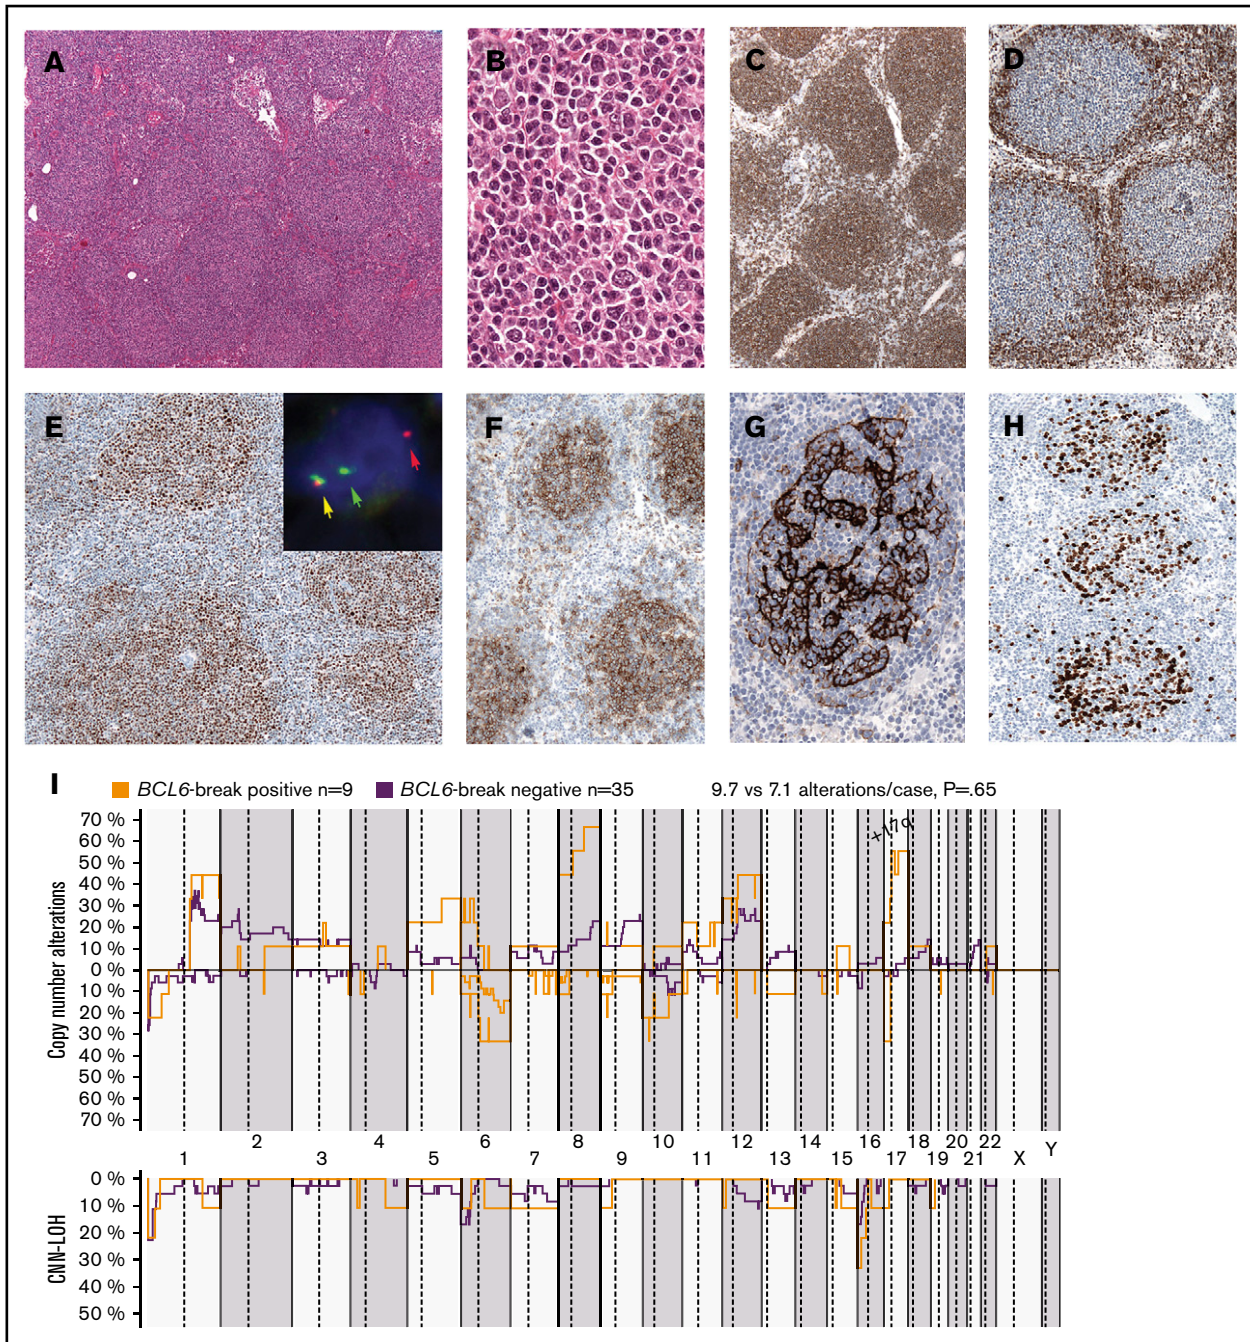 A
B
C
D
E
F
G
H
I
BCL6-break positive n=9 BCL6-break negative n=35 9.7 vs 7.1 alterations/case, P=.65
70 %
60 %
50 %
40 %
30 %
20 %
10 %
0 %
10 %
20 %
30 %
40 %
50 %
60 %
70 %
Copy number alterations
+17q
2 4 6 8 10 12 14 16 18 20 22 Y
1 3 5 7 9 11 13 15 17 19 21 X
0 %
10 %
20 %
30 %
40 %
50 %
CNN-LOH